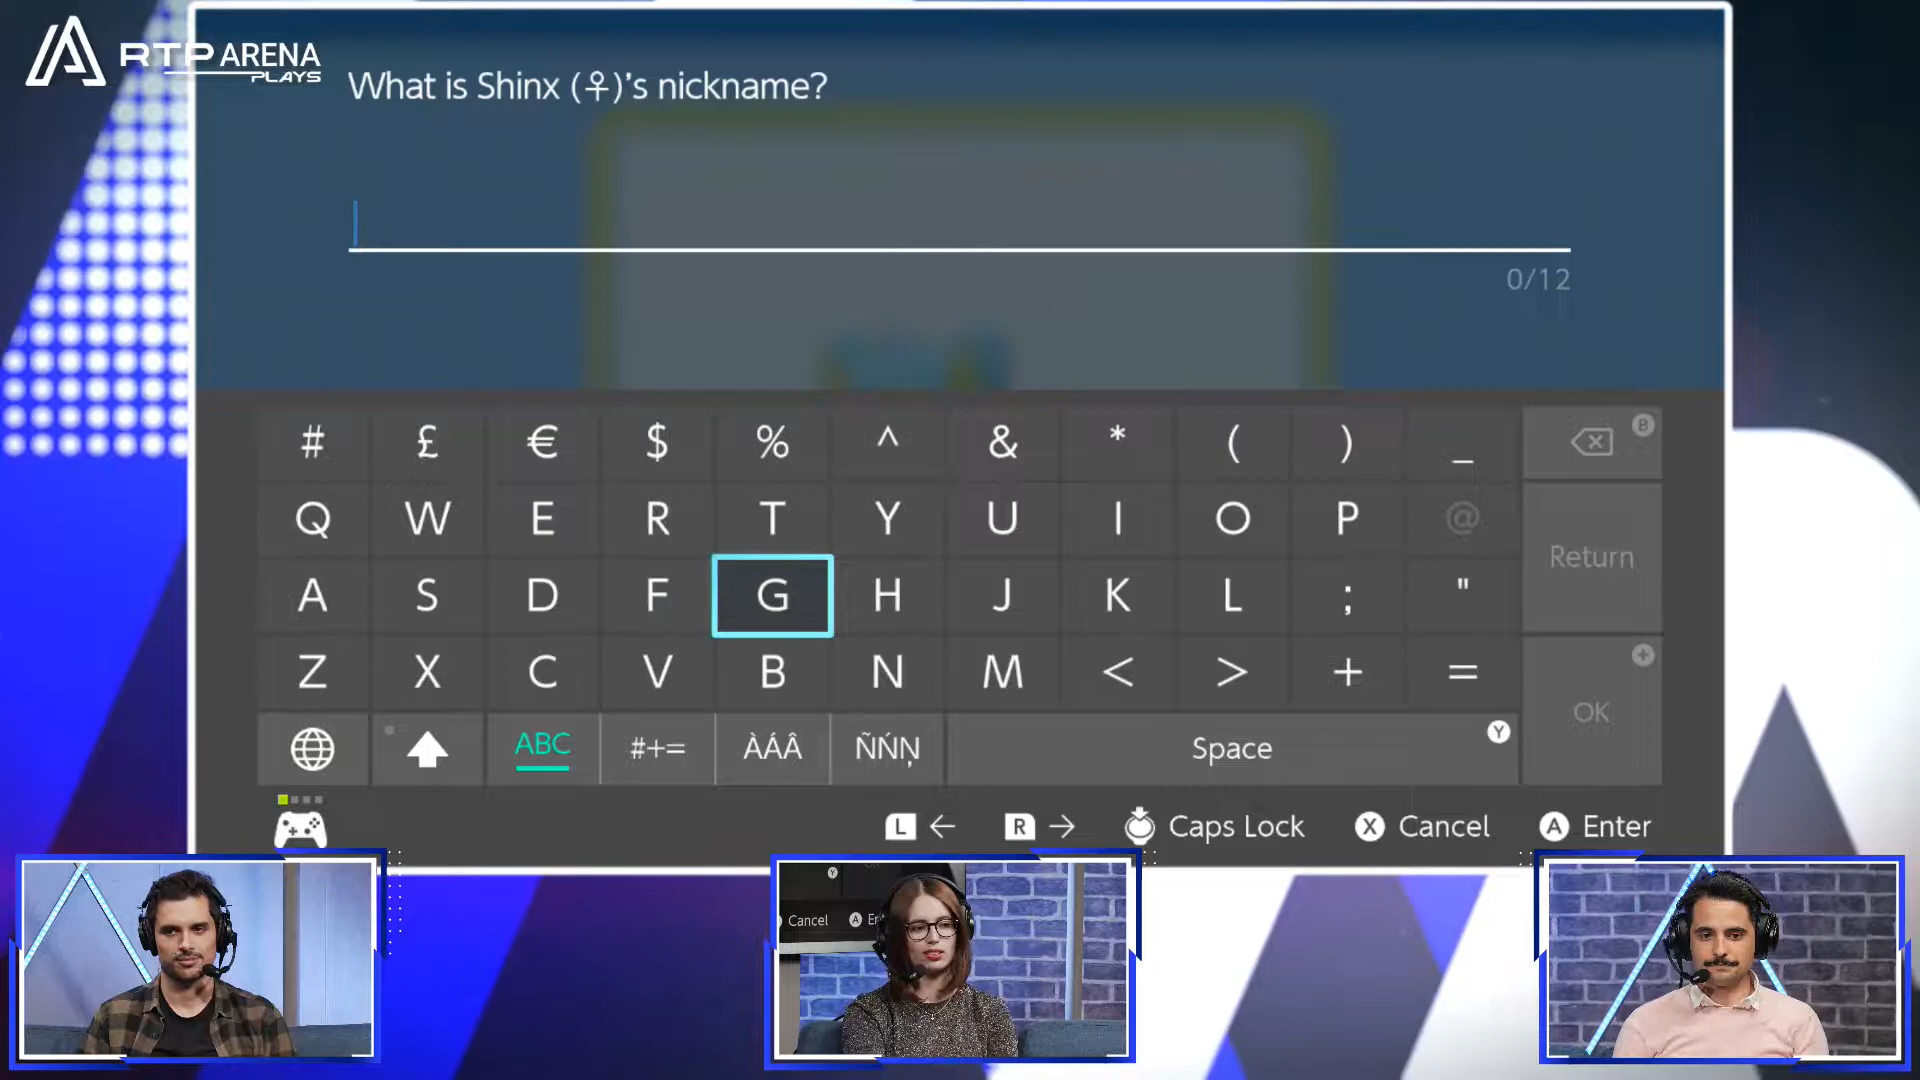 RTP ARENA
PLAYS
What is Shinx (♀)'s nickname?
0/12
# £ € $ % ^ & * ( ) _
B
Q W E R T Y U I O P @
Return
A S D F G H J K L ; "
Z X C V B N M < > + =
OK
ABC #+= ÀÁÂ ÑŃŅ Space Y
L ← R → Caps Lock X Cancel A Enter
Y
Cancel A